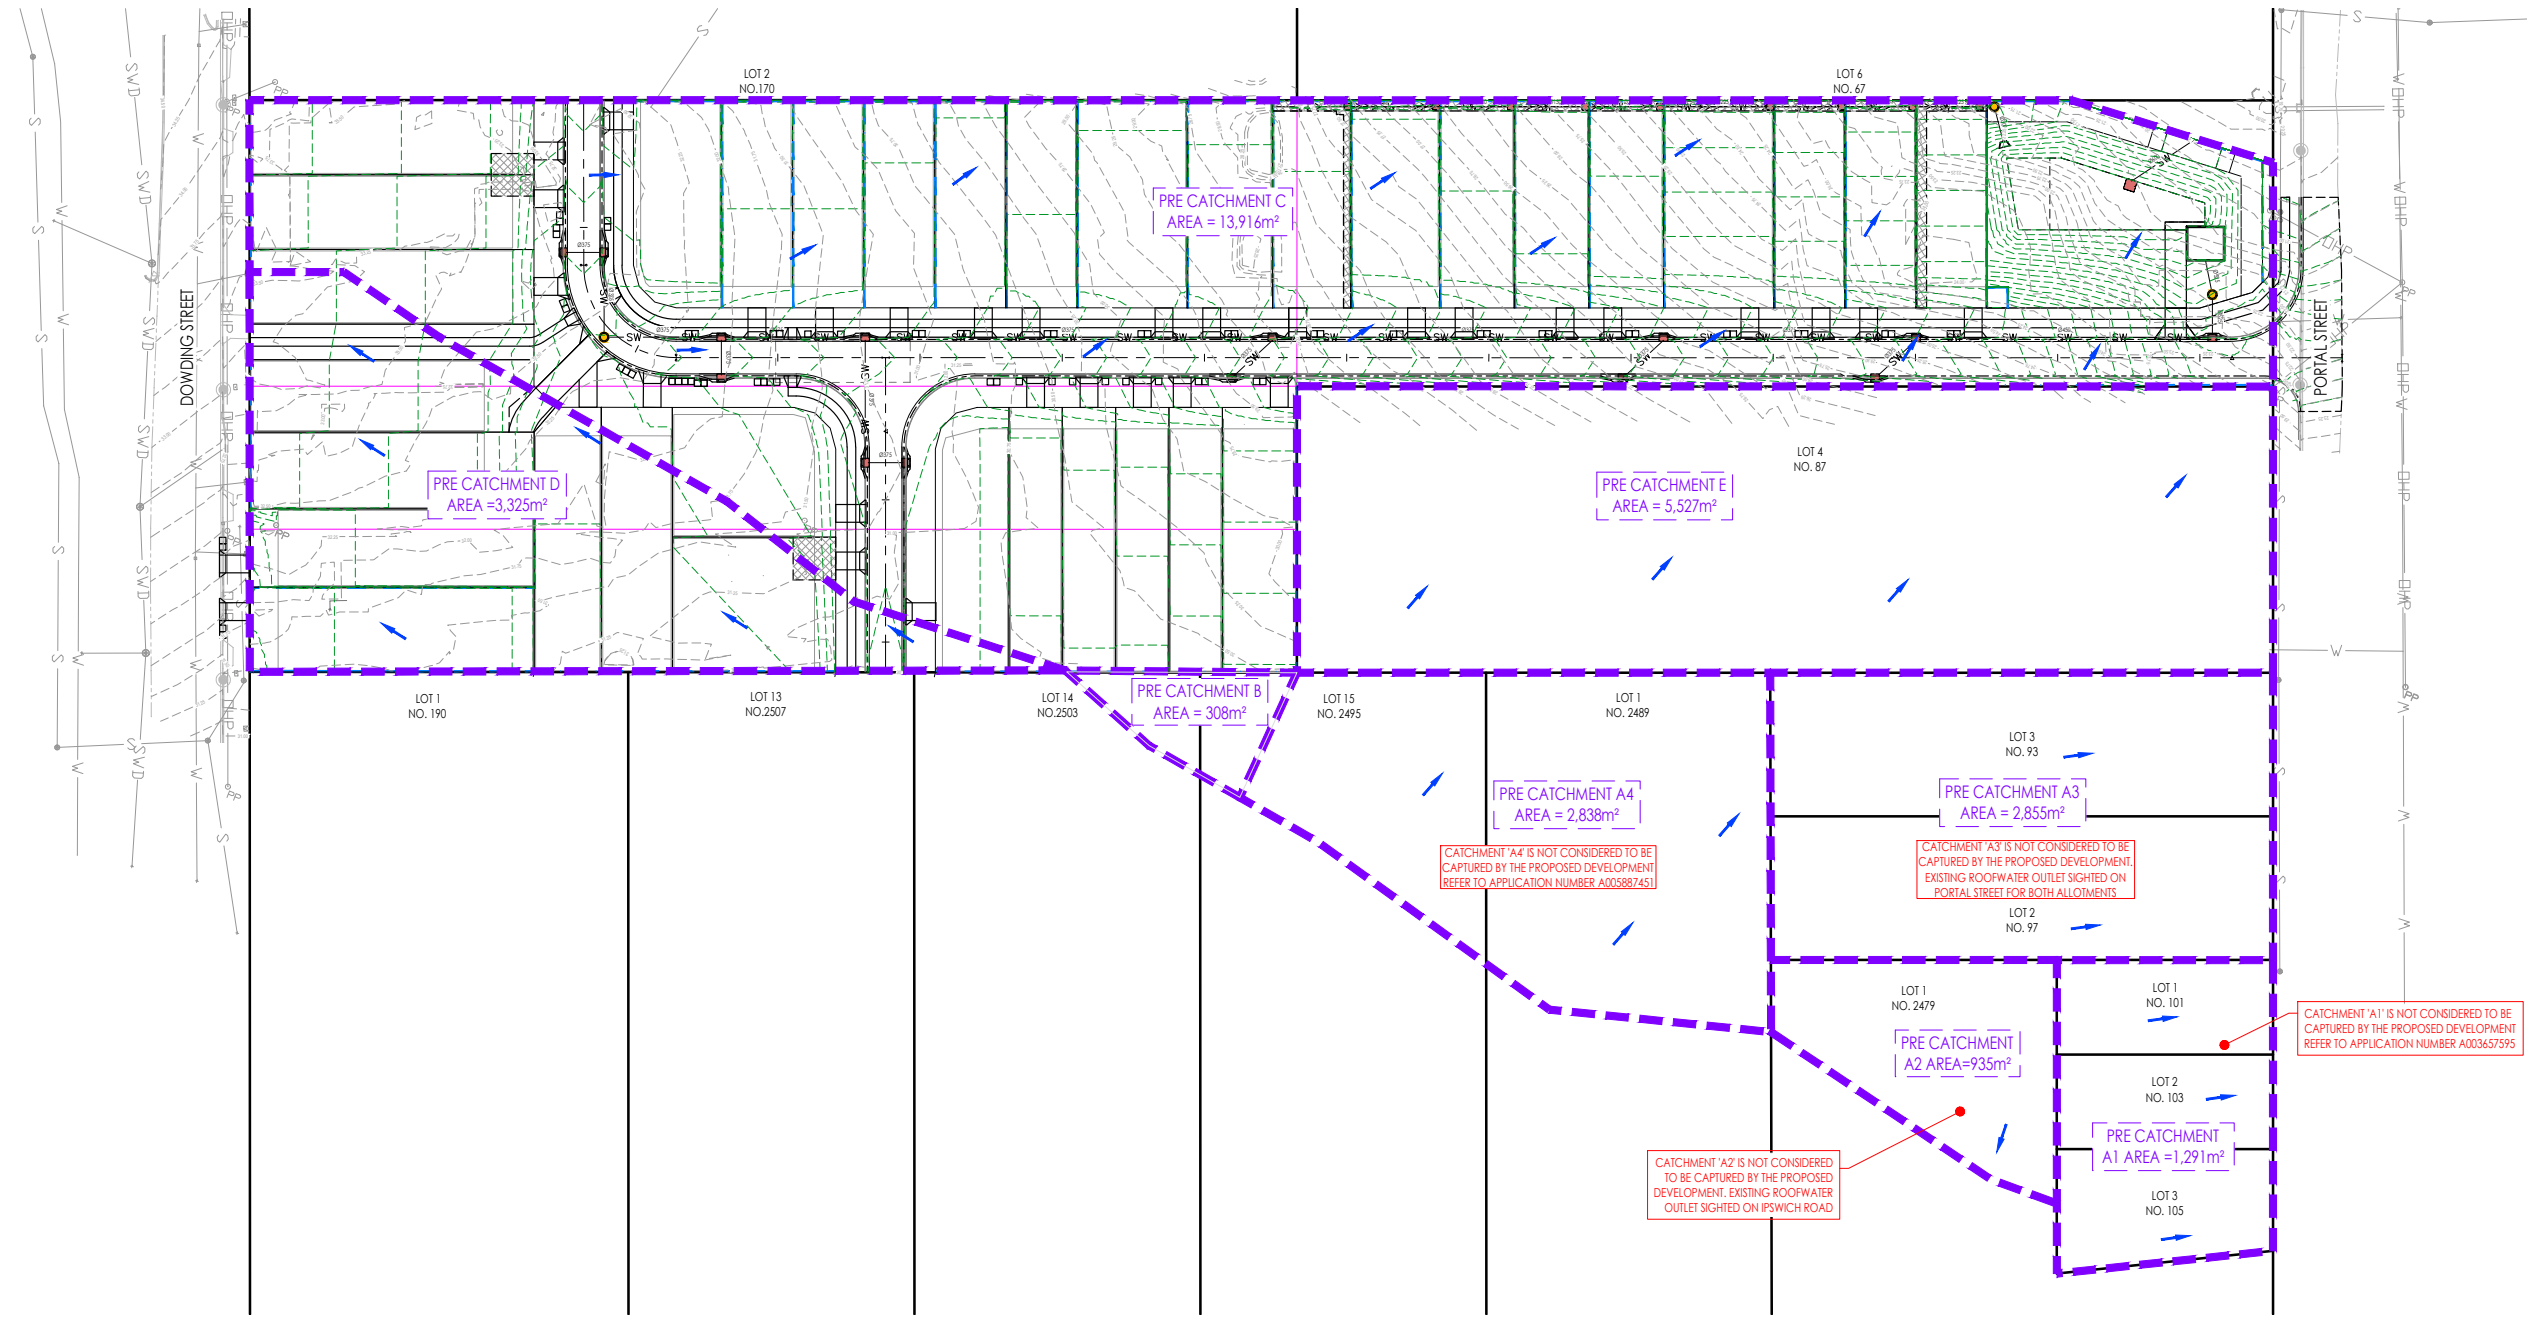 LOT 2
NO.170
LOT 6
NO. 67
PRE CATCHMENT C
AREA = 13,916m²
DOWDING STREET
PORTAL STREET
LOT 4
NO. 87
PRE CATCHMENT D
AREA =3,325m²
PRE CATCHMENT E
AREA = 5,527m²
LOT 1
NO. 190
LOT 13
NO.2507
LOT 14
NO.2503
PRE CATCHMENT B
AREA = 308m²
LOT 15
NO. 2495
LOT 1
NO. 2489
LOT 3
NO. 93
PRE CATCHMENT A4
AREA = 2,838m²
PRE CATCHMENT A3
AREA = 2,855m²
CATCHMENT 'A4' IS NOT CONSIDERED TO BE
CAPTURED BY THE PROPOSED DEVELOPMENT
REFER TO APPLICATION NUMBER A005887451
CATCHMENT 'A3' IS NOT CONSIDERED TO BE
CAPTURED BY THE PROPOSED DEVELOPMENT.
EXISTING ROOFWATER OUTLET SIGHTED ON
PORTAL STREET FOR BOTH ALLOTMENTS
LOT 2
NO. 97
LOT 1
NO. 2479
LOT 1
NO. 101
CATCHMENT 'A1' IS NOT CONSIDERED TO BE
CAPTURED BY THE PROPOSED DEVELOPMENT
REFER TO APPLICATION NUMBER A003657595
PRE CATCHMENT
A2 AREA=935m²
LOT 2
NO. 103
PRE CATCHMENT
A1 AREA =1,291m²
CATCHMENT 'A2' IS NOT CONSIDERED
TO BE CAPTURED BY THE PROPOSED
DEVELOPMENT. EXISTING ROOFWATER
OUTLET SIGHTED ON IPSWICH ROAD
LOT 3
NO. 105